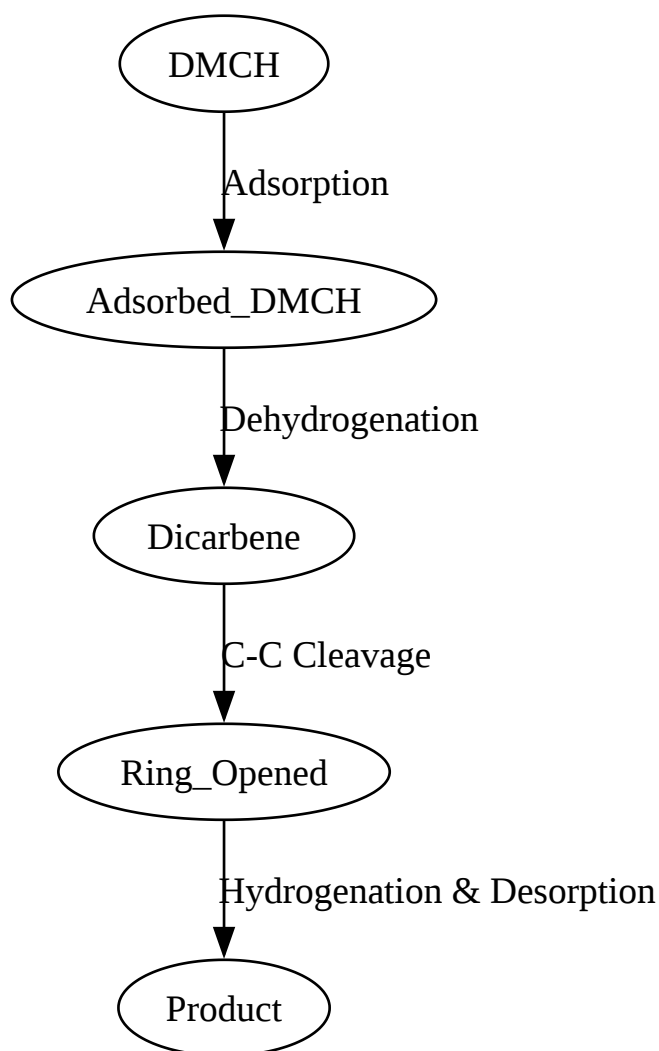 DMCH
Adsorption
Adsorbed_DMCH
Dehydrogenation
Dicarbene
C-C Cleavage
Ring_Opened
Hydrogenation & Desorption
Product